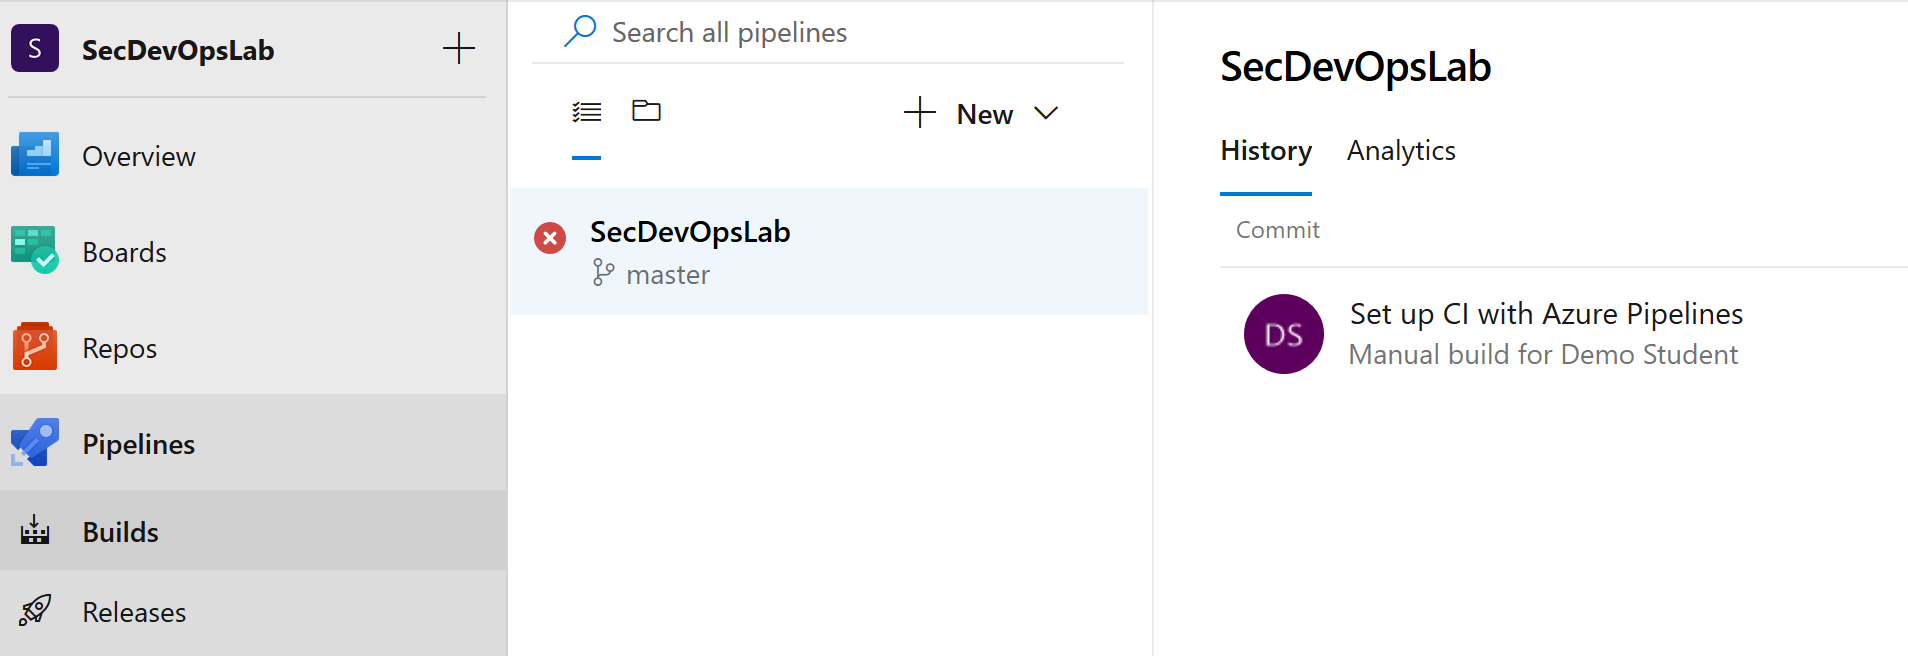 S
SecDevOpsLab
Overview
Boards
Repos
Pipelines
Builds
Releases
Search all pipelines
New
SecDevOpsLab
master
SecDevOpsLab
History Analytics
Commit
DS
Set up CI with Azure Pipelines
Manual build for Demo Student